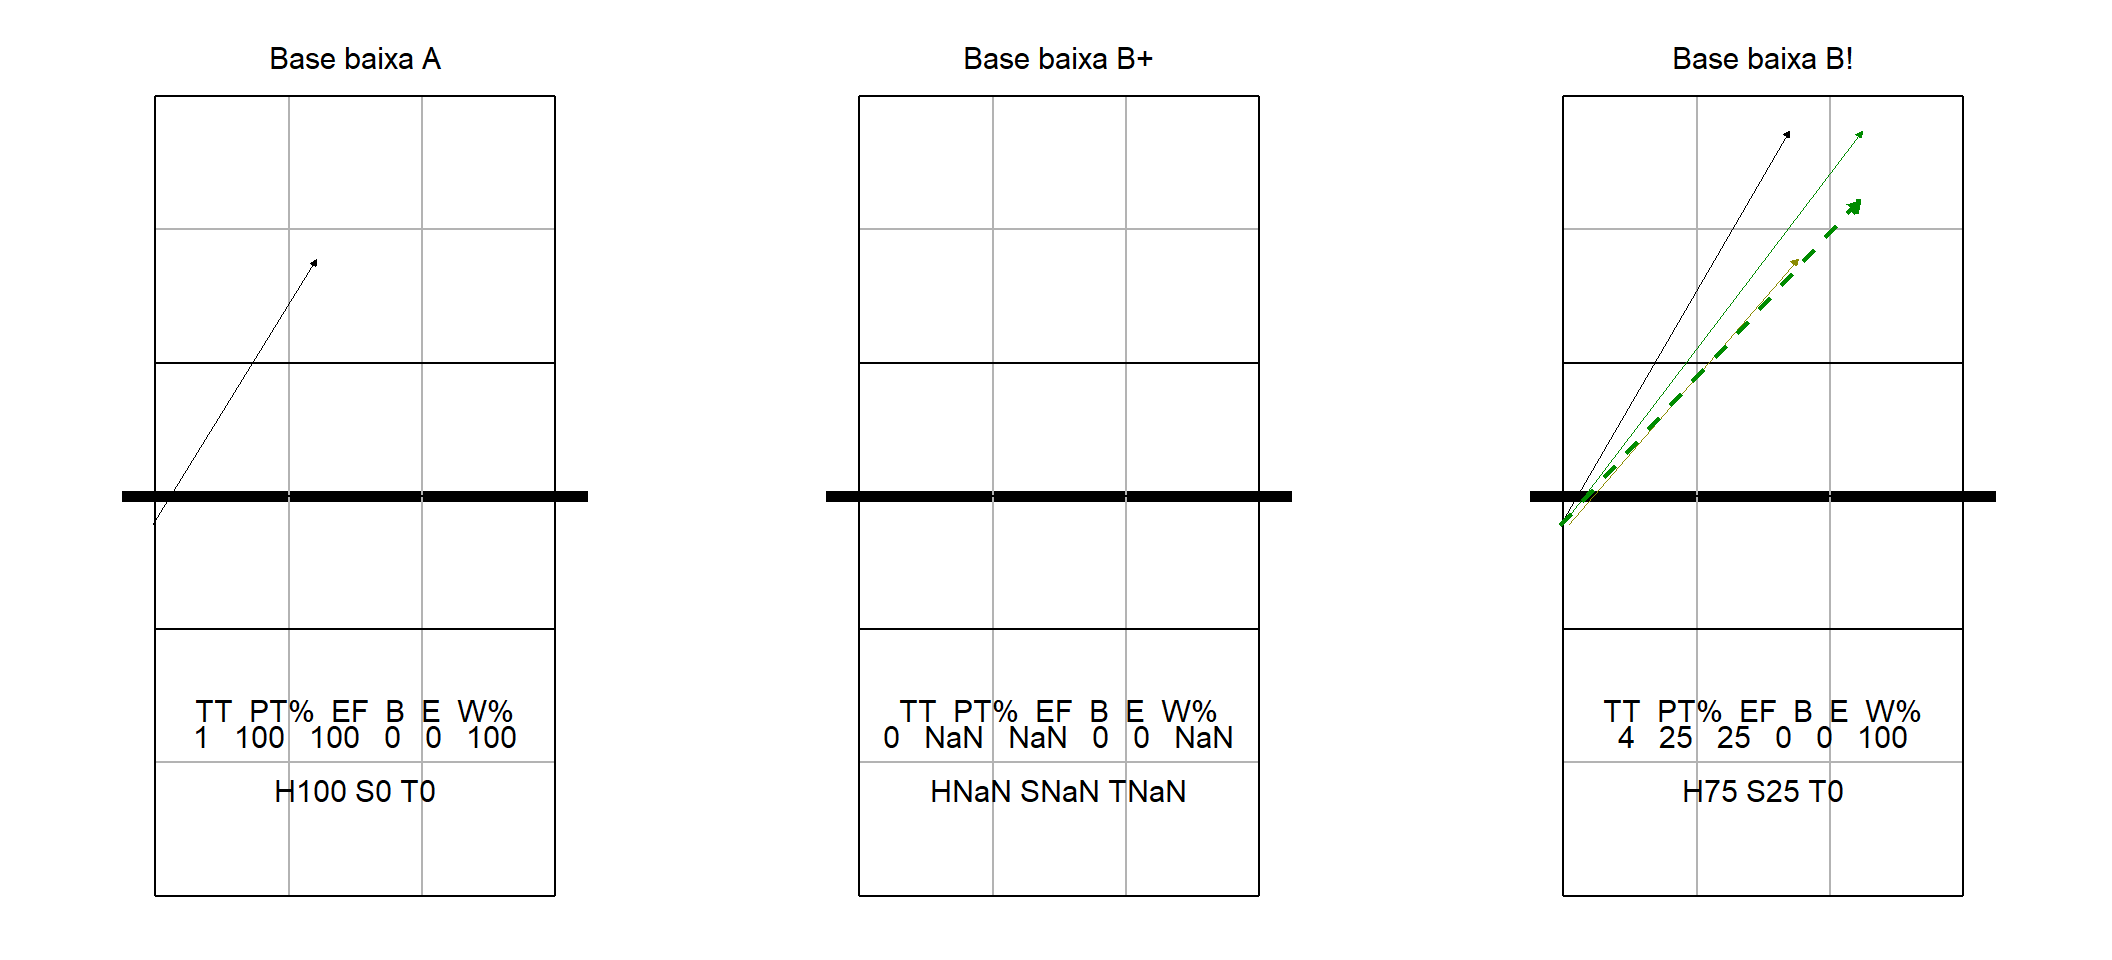 Base baixa A
TT PT% EF B E W%
1 100 100 0 0 100
H100 S0 T0
Base baixa B+
TT PT% EF B E W%
0 NaN NaN 0 0 NaN
HNaN SNaN TNaN
Base baixa B!
TT PT% EF B E W%
4 25 25 0 0 100
H75 S25 T0